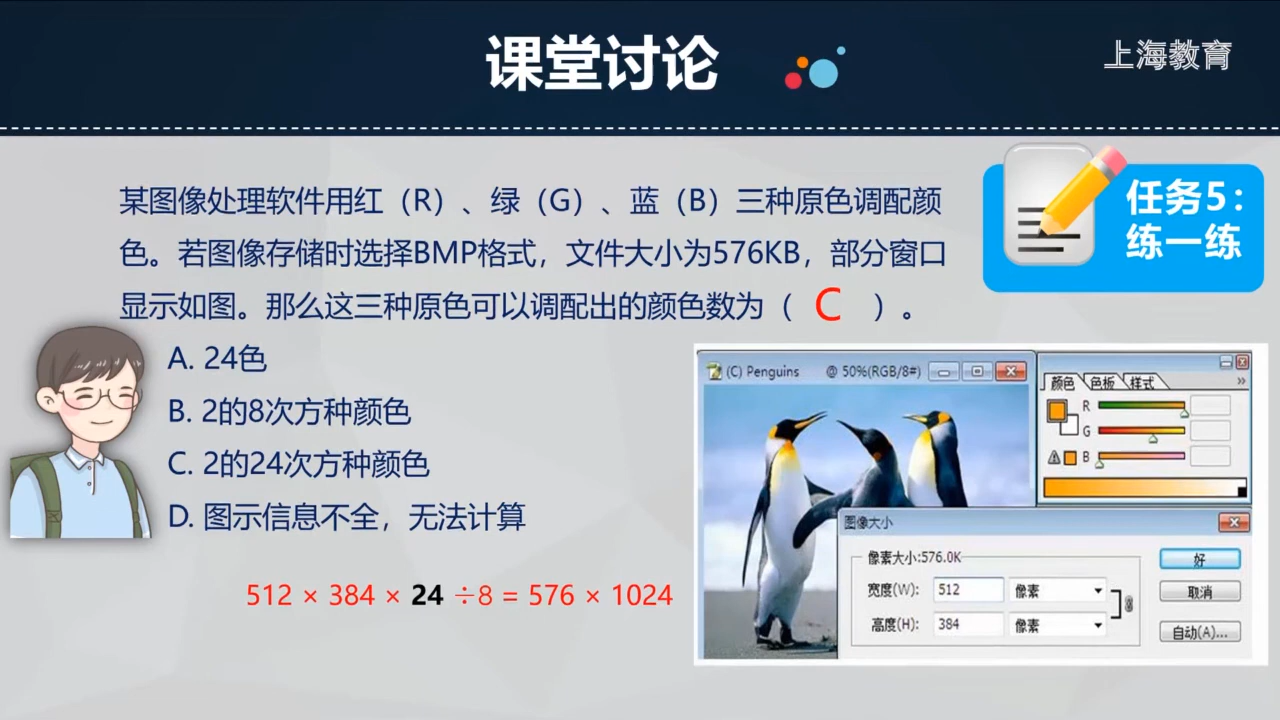 课堂讨论
上海教育
任务5：
练一练
某图像处理软件用红（R）、绿（G）、蓝（B）三种原色调配颜
色。若图像存储时选择BMP格式，文件大小为576KB，部分窗口
显示如图。那么这三种原色可以调配出的颜色数为（ C ）。
A. 24色
B. 2的8次方种颜色
C. 2的24次方种颜色
D. 图示信息不全，无法计算
512 × 384 × 24 ÷8 = 576 × 1024
(C) Penguins @ 50%(RGB/8#)
颜色 色板 样式
R
G
B
图像大小
像素大小:576.0K
好
宽度(W): 512 像素
取消
高度(H): 384 像素
自动(A)...